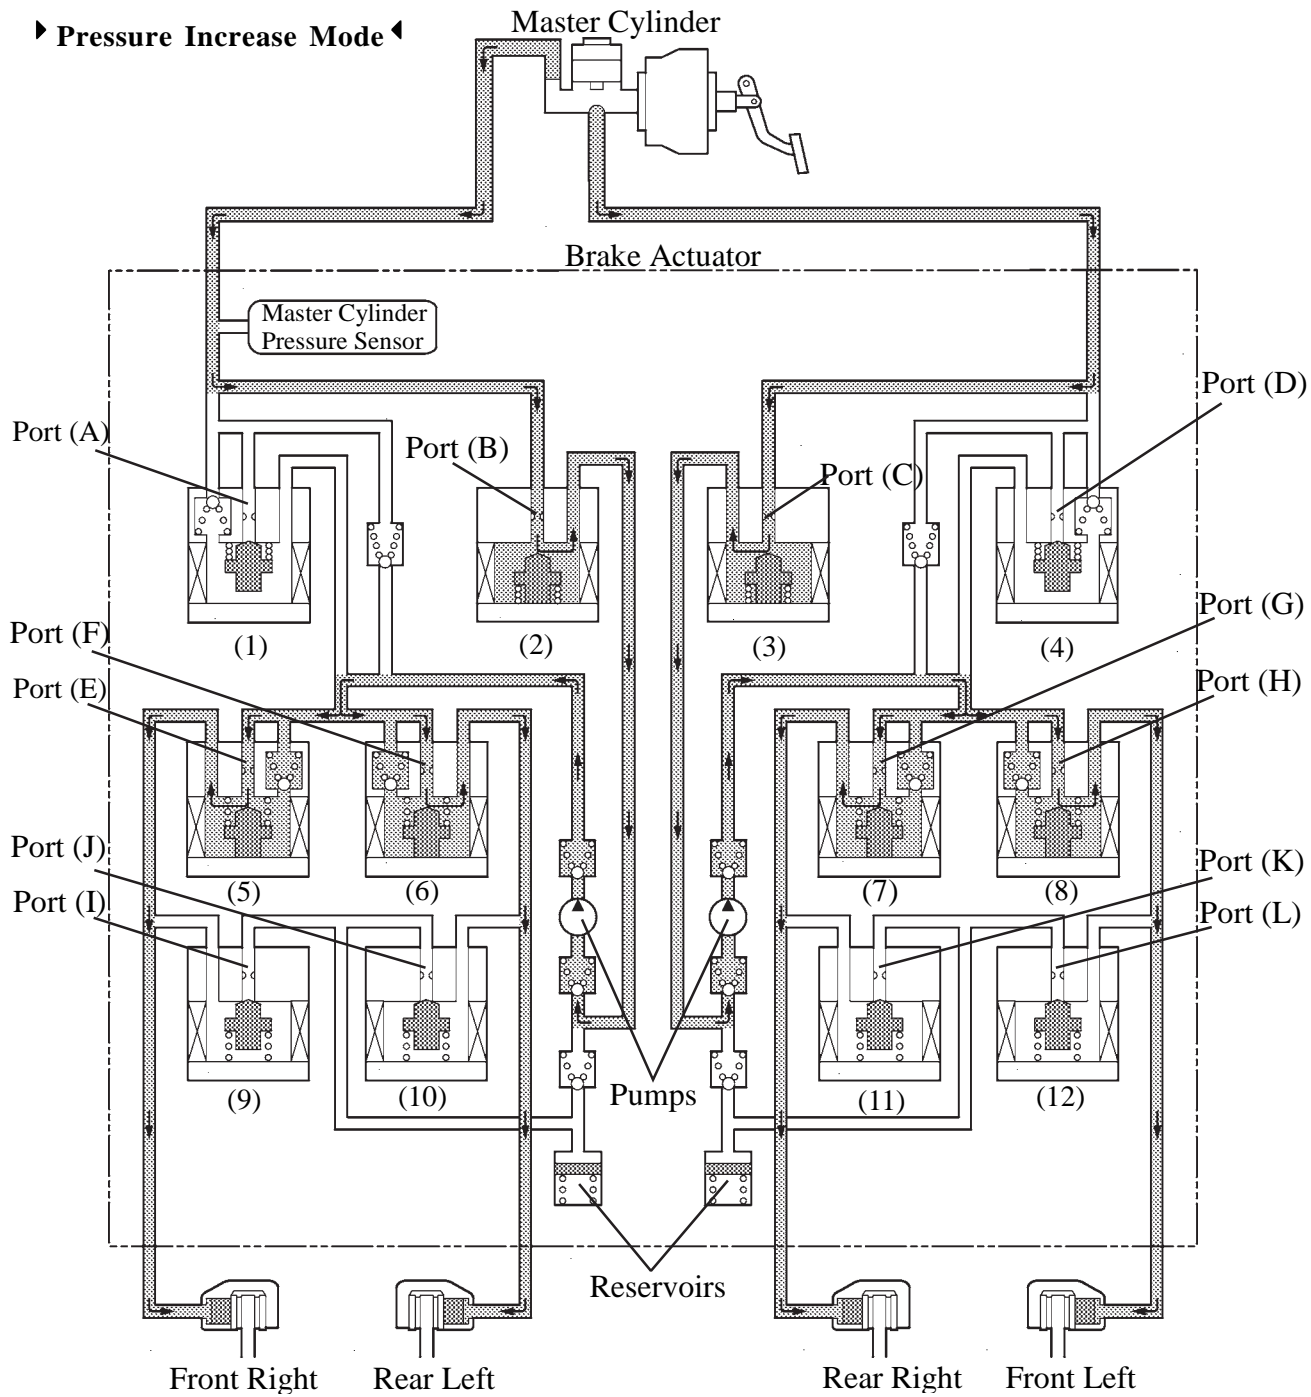 Pressure Increase Mode
Master Cylinder
Brake Actuator
Master Cylinder
Pressure Sensor
Port (A)
Port (B)
Port (C)
Port (D)
(1)
(2)
(3)
(4)
Port (F)
Port (E)
Port (G)
Port (H)
(5)
(6)
(7)
(8)
Port (J)
Port (I)
Port (K)
Port (L)
(9)
(10)
Pumps
(11)
(12)
Reservoirs
Front Right
Rear Left
Rear Right
Front Left